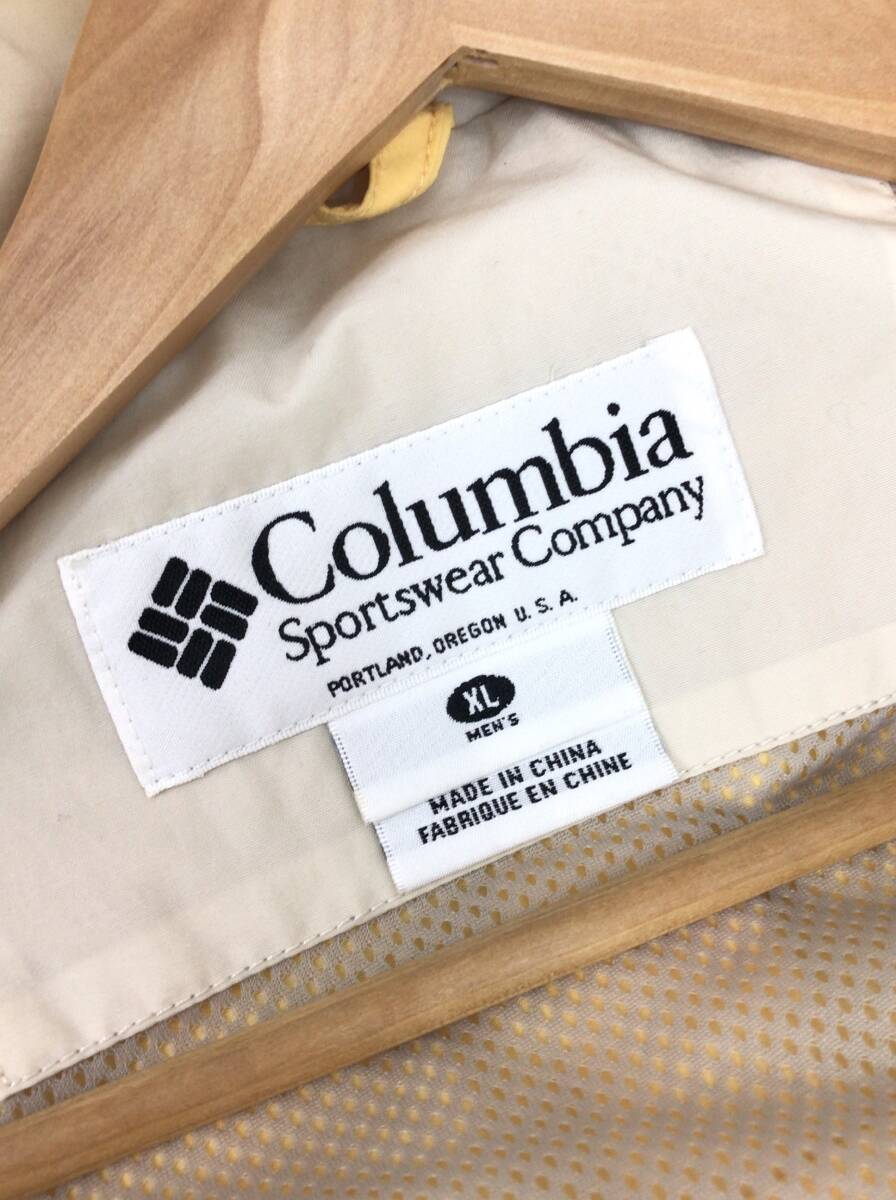 Columbia
Sportswear Company
PORTLAND, OREGON U.S.A.
XL
MEN'S
MADE IN CHINA
FABRIQUE EN CHINE